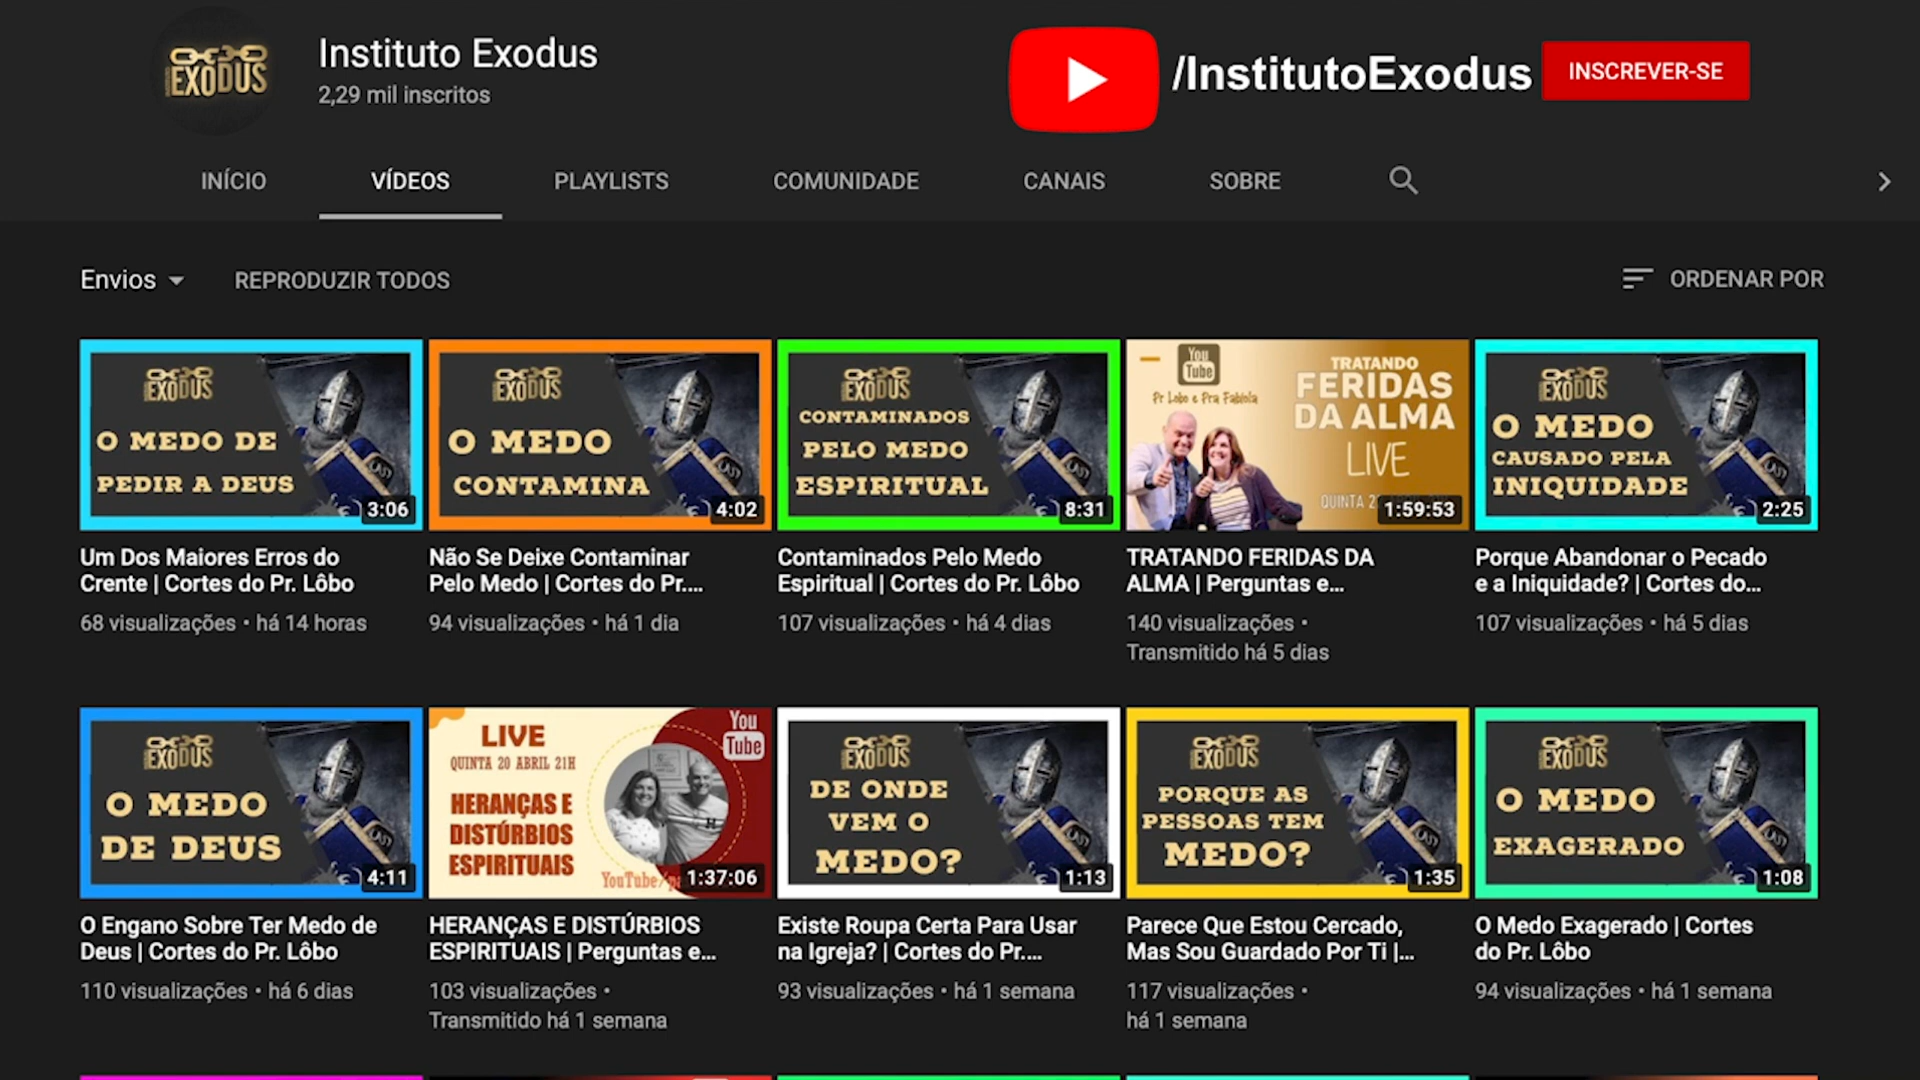 EXODUS
Instituto Exodus
2,29 mil inscritos
/InstitutoExodus
INSCREVER-SE
INÍCIO
VÍDEOS
PLAYLISTS
COMUNIDADE
CANAIS
SOBRE
Envios
REPRODUZIR TODOS
ORDENAR POR
EXODUS
O MEDO DE
PEDIR A DEUS
3:06
EXODUS
O MEDO
CONTAMINA
4:02
EXODUS
CONTAMINADOS
PELO MEDO
ESPIRITUAL
8:31
You
Tube
Pr Lobo e Pra Fabíola
TRATANDO
FERIDAS
DA ALMA
LIVE
QUINTA
1:59:53
EXODUS
O MEDO
CAUSADO PELA
INIQUIDADE
2:25
Um Dos Maiores Erros do
Crente | Cortes do Pr. Lôbo
68 visualizações • há 14 horas
Não Se Deixe Contaminar
Pelo Medo | Cortes do Pr....
94 visualizações • há 1 dia
Contaminados Pelo Medo
Espiritual | Cortes do Pr. Lôbo
107 visualizações • há 4 dias
TRATANDO FERIDAS DA
ALMA | Perguntas e...
140 visualizações •
Transmitido há 5 dias
Porque Abandonar o Pecado
e a Iniquidade? | Cortes do...
107 visualizações • há 5 dias
EXODUS
O MEDO
DE DEUS
4:11
LIVE
QUINTA 20 ABRIL 21H
HERANÇAS E
DISTÚRBIOS
ESPIRITUAIS
You
Tube
YouTube/
1:37:06
EXODUS
DE ONDE
VEM O
MEDO?
1:13
EXODUS
PORQUE AS
PESSOAS TEM
MEDO?
1:35
EXODUS
O MEDO
EXAGERADO
1:08
O Engano Sobre Ter Medo de
Deus | Cortes do Pr. Lôbo
110 visualizações • há 6 dias
HERANÇAS E DISTÚRBIOS
ESPIRITUAIS | Perguntas e...
103 visualizações •
Transmitido há 1 semana
Existe Roupa Certa Para Usar
na Igreja? | Cortes do Pr....
93 visualizações • há 1 semana
Parece Que Estou Cercado,
Mas Sou Guardado Por Ti |...
117 visualizações •
há 1 semana
O Medo Exagerado | Cortes
do Pr. Lôbo
94 visualizações • há 1 semana